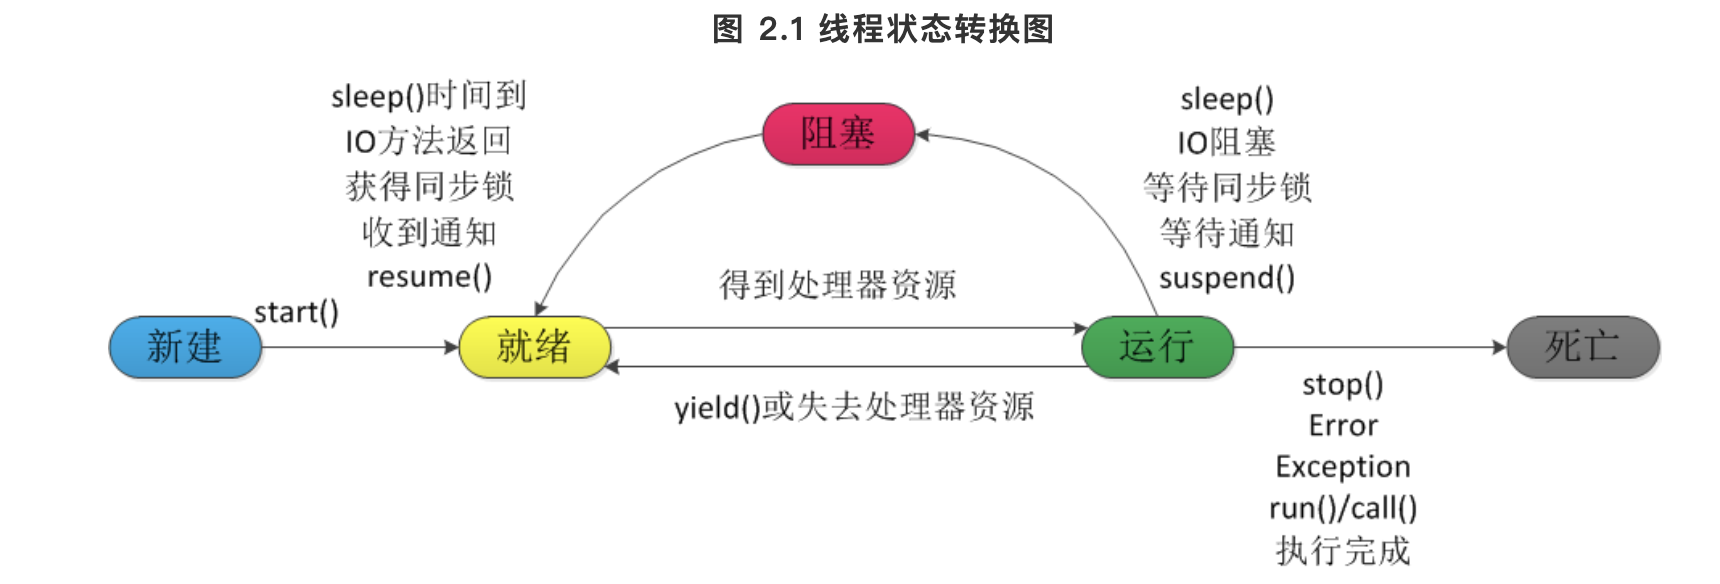 图 2.1 线程状态转换图
sleep()时间到
IO方法返回
获得同步锁
收到通知
resume()
阻塞
sleep()
IO阻塞
等待同步锁
等待通知
suspend()
得到处理器资源
start()
新建
就绪
运行
死亡
yield()或失去处理器资源
stop()
Error
Exception
run()/call()
执行完成